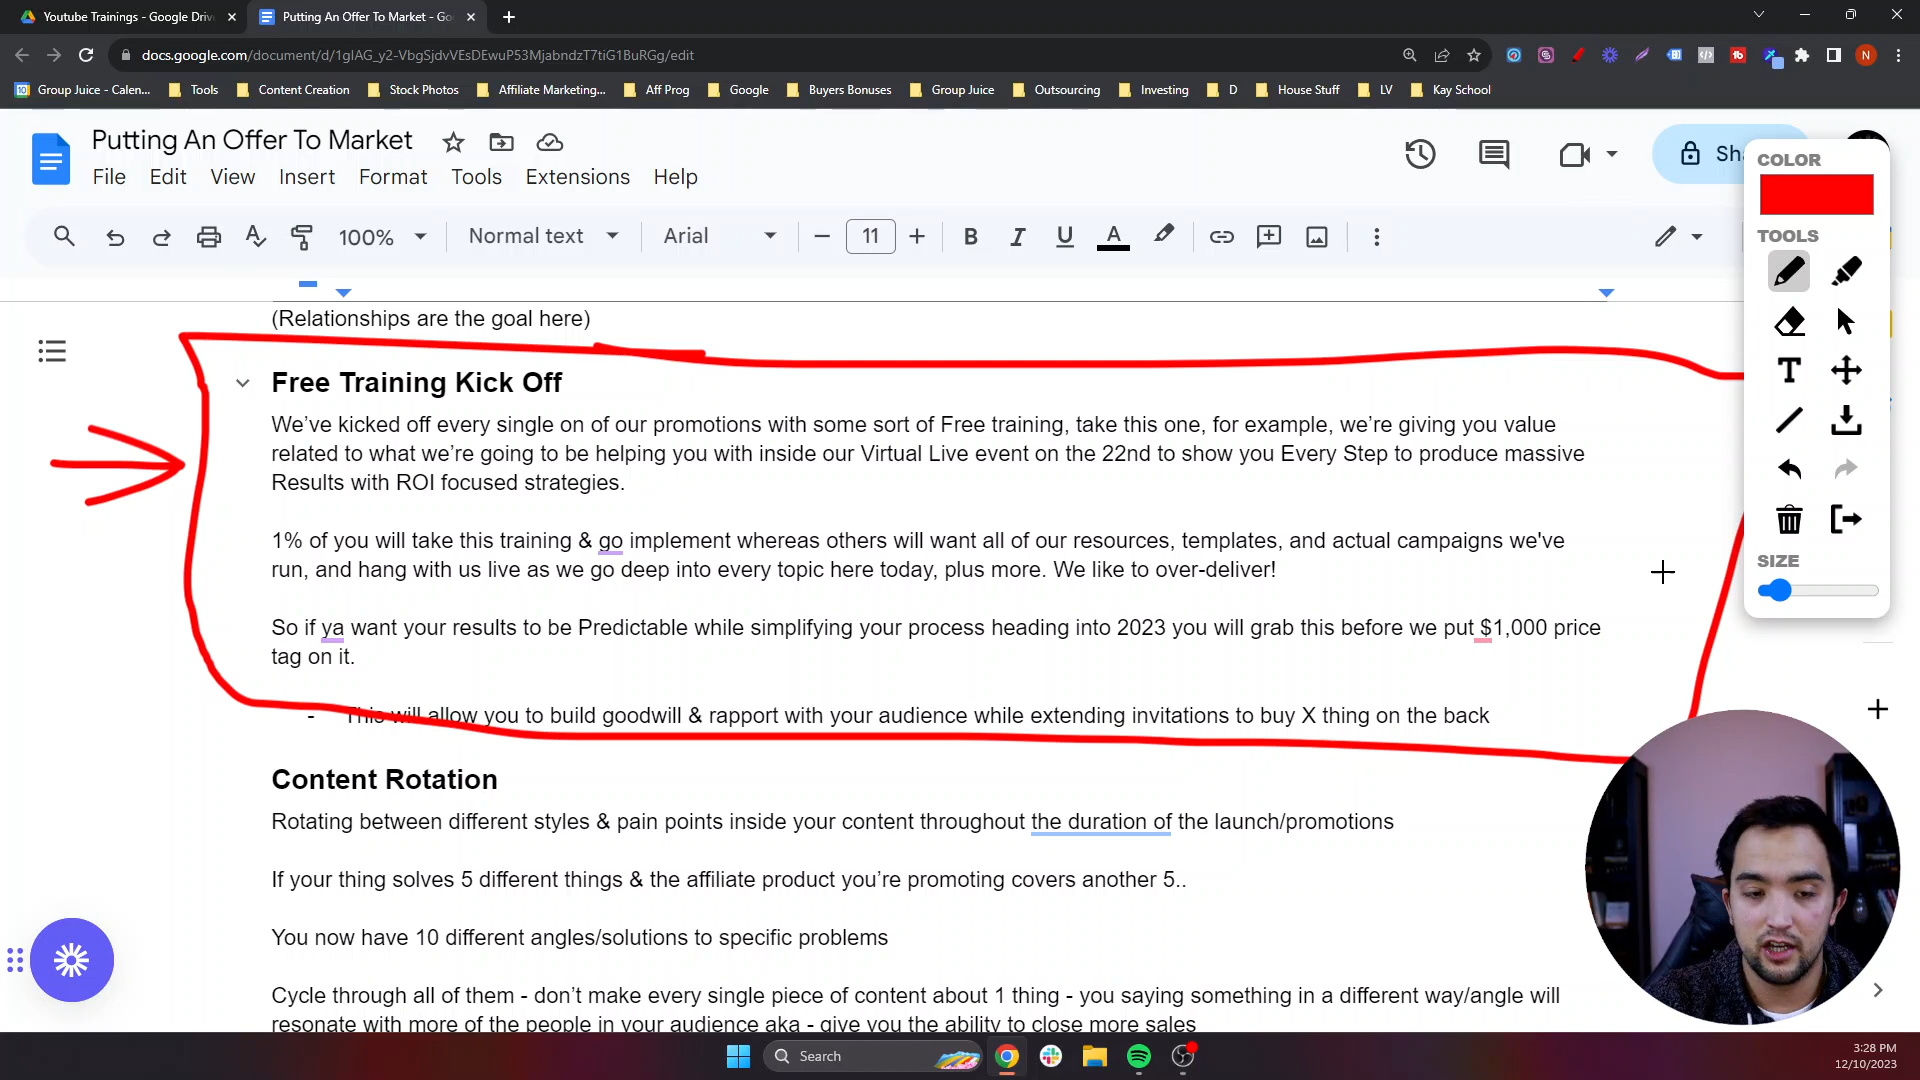 Youtube Trainings - Google Driv
Putting An Offer To Market - Go
docs.google.com/document/d/1gIAG_y2-VbgSjdvVEsDEwuP53MjabndzT7tiG1BuRGg/edit
Group Juice - Calen...
Tools
Content Creation
Stock Photos
Affiliate Marketing...
Aff Prog
Google
Buyers Bonuses
Group Juice
Outsourcing
Investing
D
House Stuff
LV
Kay School
Putting An Offer To Market
Sh
File Edit View Insert Format Tools Extensions Help
100% Normal text Arial 11 B I U A
COLOR
TOOLS
T
SIZE
(Relationships are the goal here)
Free Training Kick Off
We've kicked off every single on of our promotions with some sort of Free training, take this one, for example, we're giving you value
related to what we're going to be helping you with inside our Virtual Live event on the 22nd to show you Every Step to produce massive
Results with ROI focused strategies.
1% of you will take this training & go implement whereas others will want all of our resources, templates, and actual campaigns we've
run, and hang with us live as we go deep into every topic here today, plus more. We like to over-deliver!
So if ya want your results to be Predictable while simplifying your process heading into 2023 you will grab this before we put $1,000 price
tag on it.
- This will allow you to build goodwill & rapport with your audience while extending invitations to buy X thing on the back
Content Rotation
Rotating between different styles & pain points inside your content throughout the duration of the launch/promotions
If your thing solves 5 different things & the affiliate product you're promoting covers another 5..
You now have 10 different angles/solutions to specific problems
Cycle through all of them - don't make every single piece of content about 1 thing - you saying something in a different way/angle will
resonate with more of the people in your audience aka - give you the ability to close more sales
Search
3:28 PM
12/10/2023